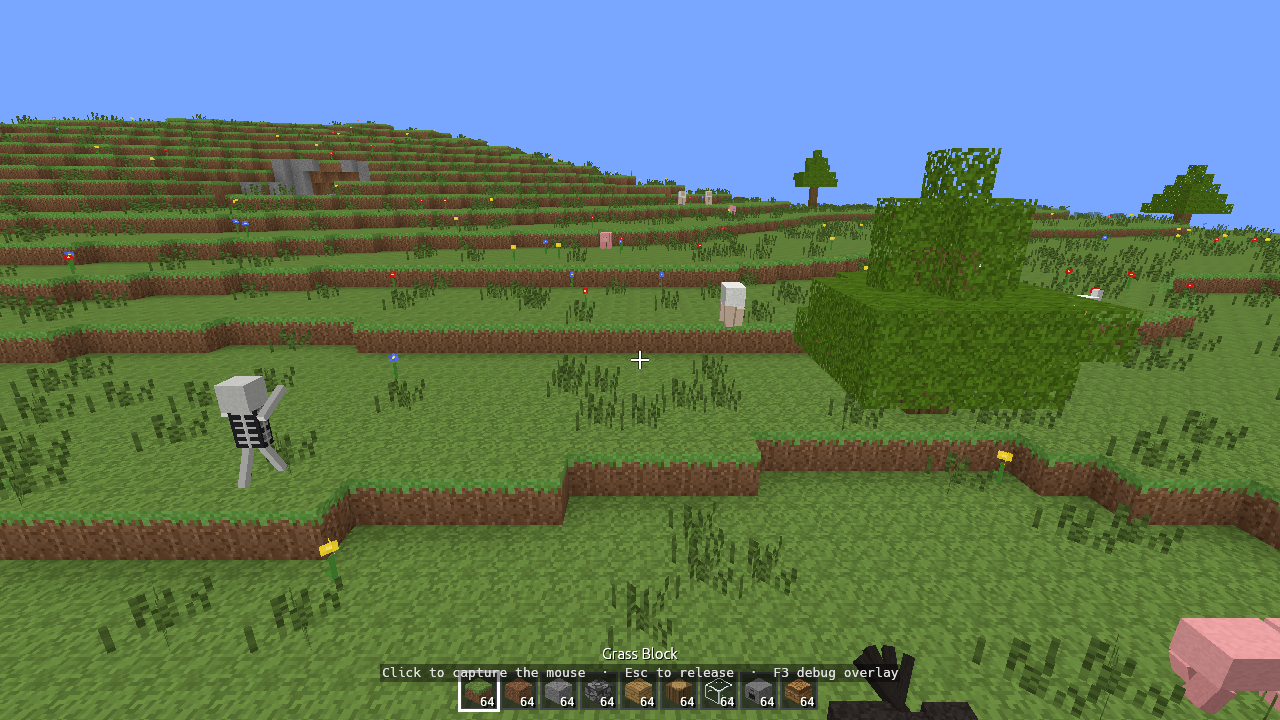 Grass Block
Click to capture the mouse · Esc to release · F3 debug overlay
64 64 64 64 64 64 64 64 64